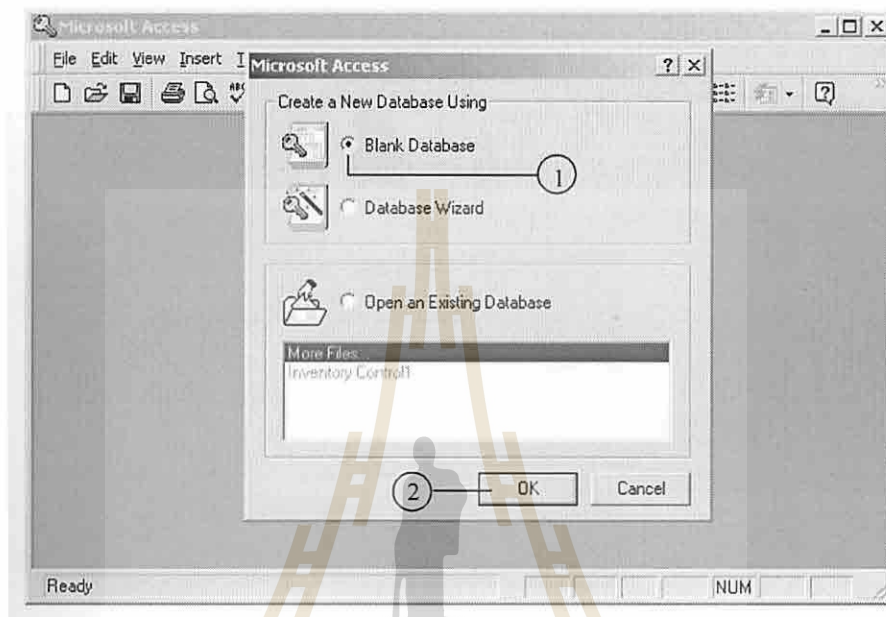 Microsoft Access
File Edit View Insert T
Microsoft Access
Create a New Database Using
Blank Database
1
Database Wizard
Open an Existing Database
More Files...
Inventory Control1
2
OK
Cancel
Ready
NUM